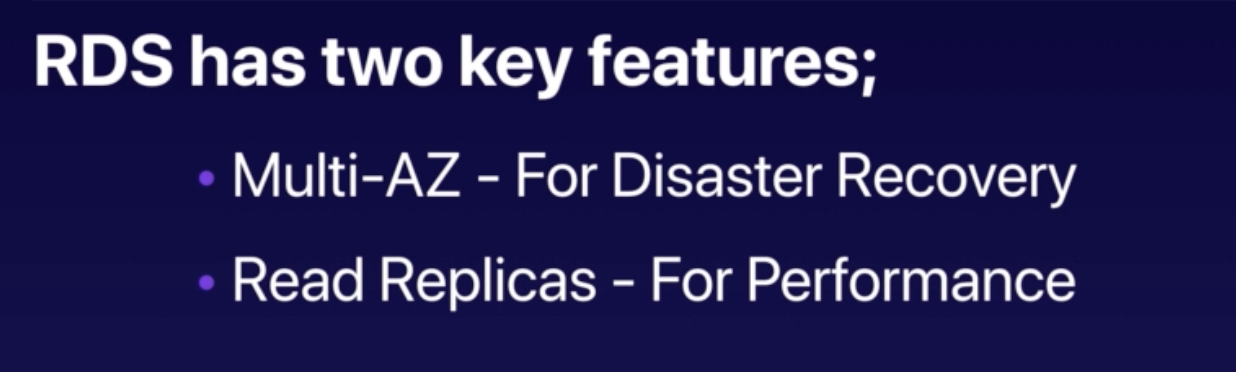 RDS has two key features;
• Multi-AZ - For Disaster Recovery
• Read Replicas - For Performance